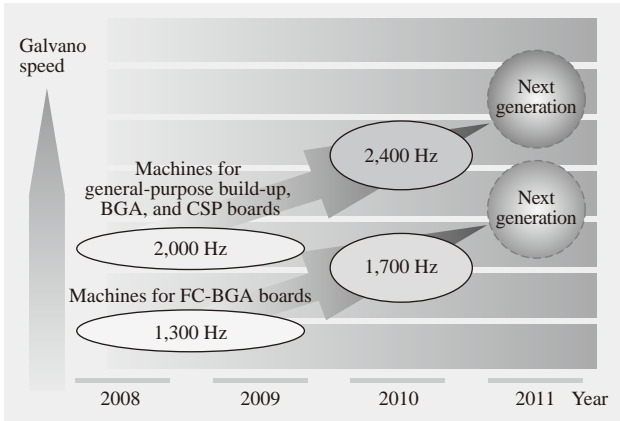 Galvano
speed
Next
generation
2,400 Hz
Machines for
general-purpose build-up,
BGA, and CSP boards
Next
generation
2,000 Hz
1,700 Hz
Machines for FC-BGA boards
1,300 Hz
2008 2009 2010 2011 Year